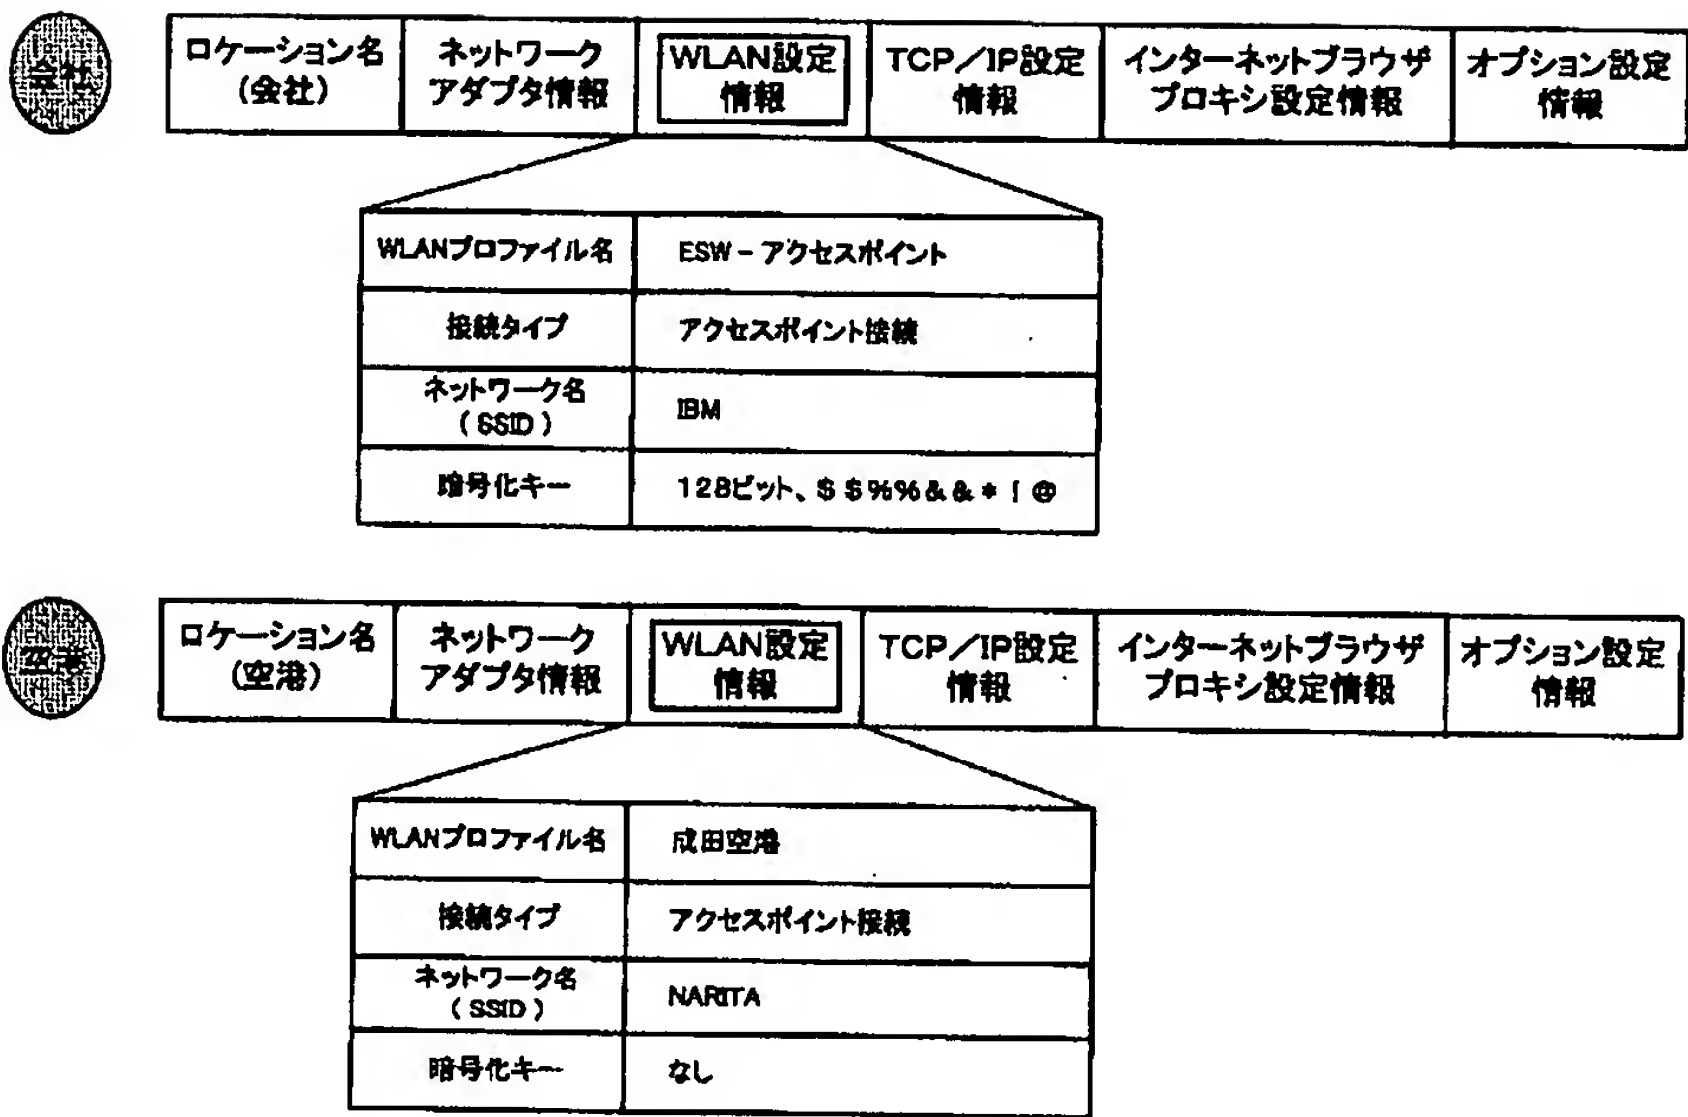 会社
ロケーション名
(会社)
ネットワーク
アダプタ情報
WLAN設定
情報
TCP/IP設定
情報
インターネットブラウザ
プロキシ設定情報
オプション設定
情報
WLANプロファイル名
ESW-アクセスポイント
接続タイプ
アクセスポイント接続
ネットワーク名
(SSID)
IBM
暗号化キー
128ビット、$$%%&&*
空港
ロケーション名
(空港)
ネットワーク
アダプタ情報
WLAN設定
情報
TCP/IP設定
情報
インターネットブラウザ
プロキシ設定情報
オプション設定
情報
WLANプロファイル名
成田空港
接続タイプ
アクセスポイント接続
ネットワーク名
(SSID)
NARITA
暗号化キー
なし